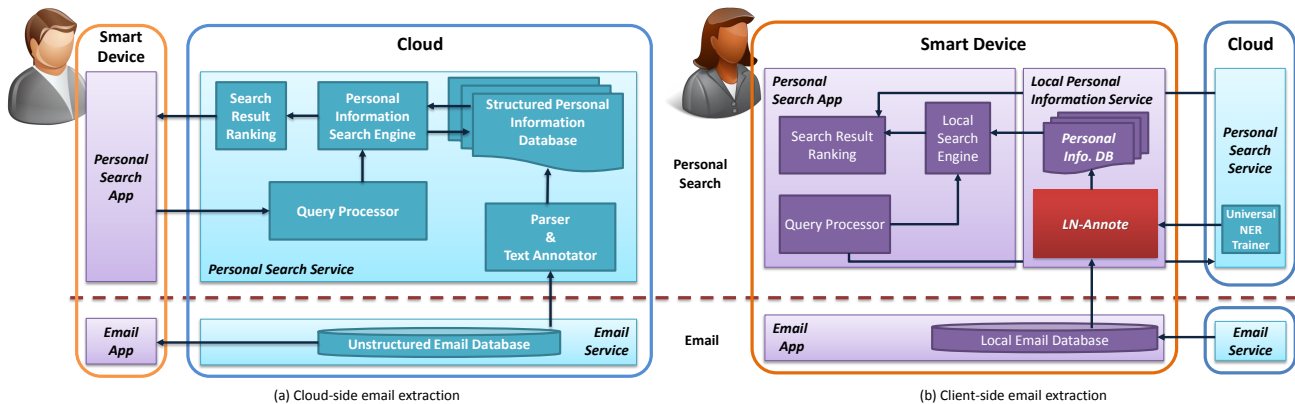 Smart
Device
Cloud
Search
Result
Ranking
Personal
Information
Search Engine
Structured Personal
Information
Database
Personal
Search
App
Query Processor
Parser
&
Text Annotator
Personal Search Service
Email
App
Unstructured Email Database
Email
Service
(a) Cloud-side email extraction
Personal
Search
Email
Smart Device
Cloud
Personal
Search App
Local Personal
Information Service
Search Result
Ranking
Local
Search
Engine
Personal
Info. DB
Personal
Search
Service
Query Processor
LN-Annote
Universal
NER
Trainer
Email
App
Local Email Database
Email
Service
(b) Client-side email extraction